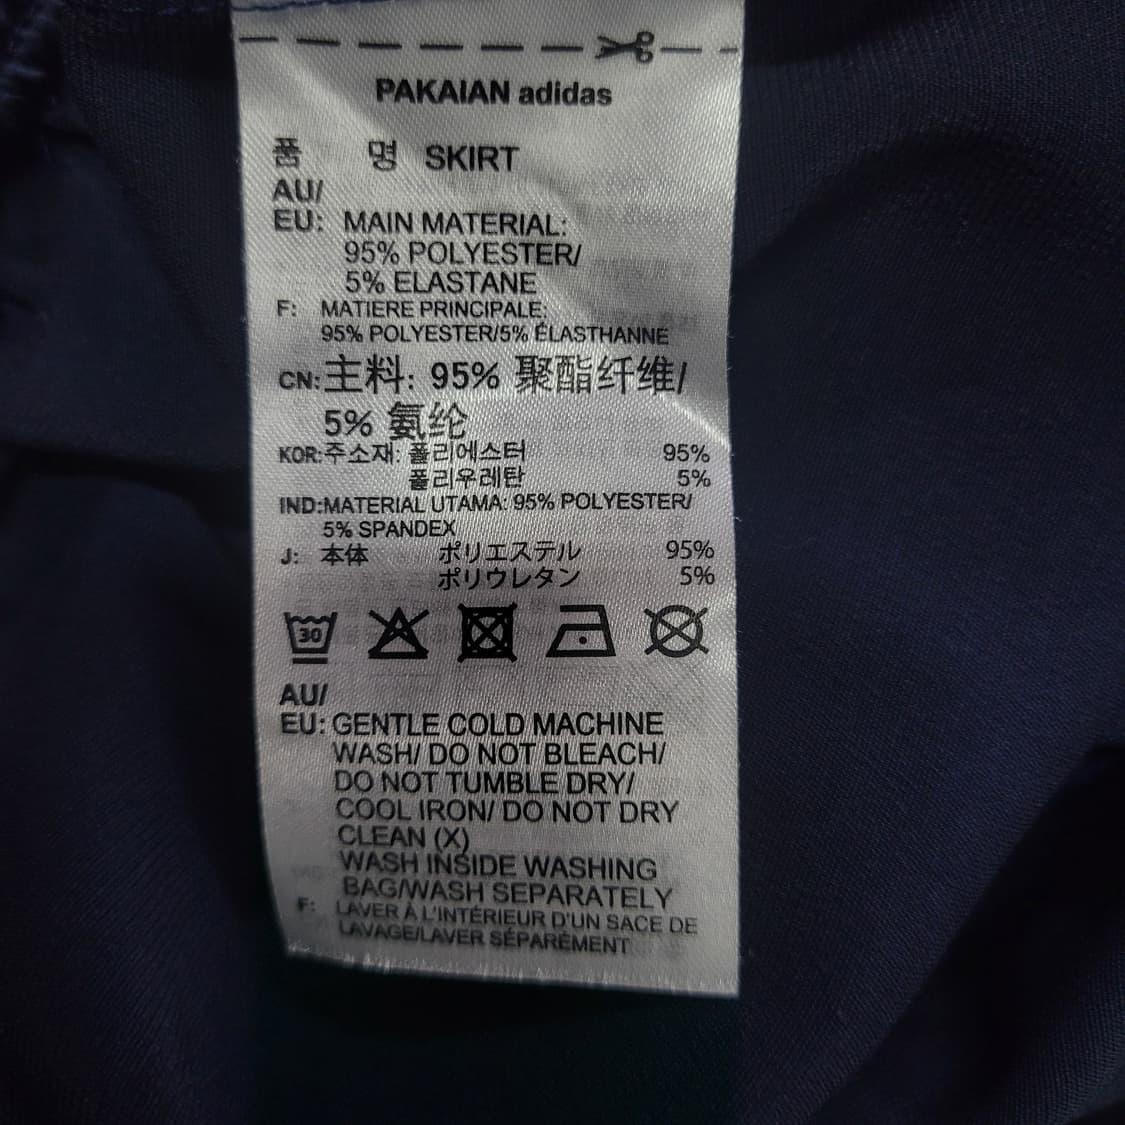 PAKAIAN adidas
품 명 SKIRT
AU/
EU: MAIN MATERIAL:
95% POLYESTER/
5% ELASTANE
F: MATIERE PRINCIPALE:
95% POLYESTER/5% ÉLASTHANNE
CN:主料: 95% 聚酯纤维/
5% 氨纶
KOR:주소재: 폴리에스터 95%
폴리우레탄 5%
IND:MATERIAL UTAMA: 95% POLYESTER/
5% SPANDEX
J: 本体 ポリエステル 95%
ポリウレタン 5%
30
AU/
EU: GENTLE COLD MACHINE
WASH/ DO NOT BLEACH/
DO NOT TUMBLE DRY/
COOL IRON/ DO NOT DRY
CLEAN (X)
WASH INSIDE WASHING
BAG/WASH SEPARATELY
F: LAVER À L'INTÉRIEUR D'UN SACE DE
LAVAGE/LAVER SÉPARÉMENT